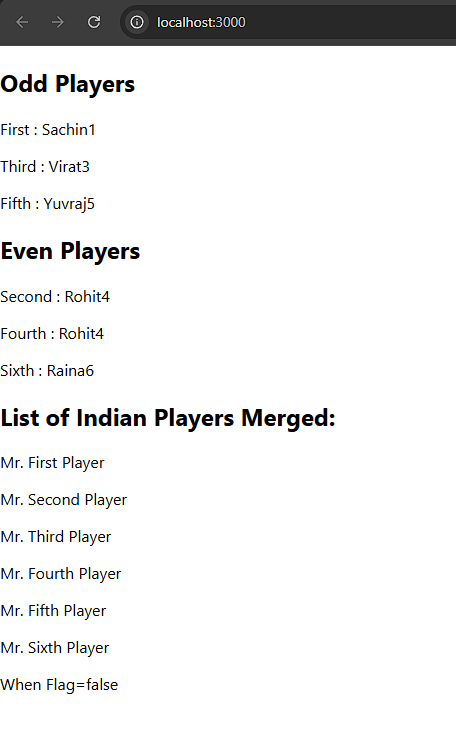 localhost:3000
Odd Players
First : Sachin1
Third : Virat3
Fifth : Yuvraj5
Even Players
Second : Rohit4
Fourth : Rohit4
Sixth : Raina6
List of Indian Players Merged:
Mr. First Player
Mr. Second Player
Mr. Third Player
Mr. Fourth Player
Mr. Fifth Player
Mr. Sixth Player
When Flag=false